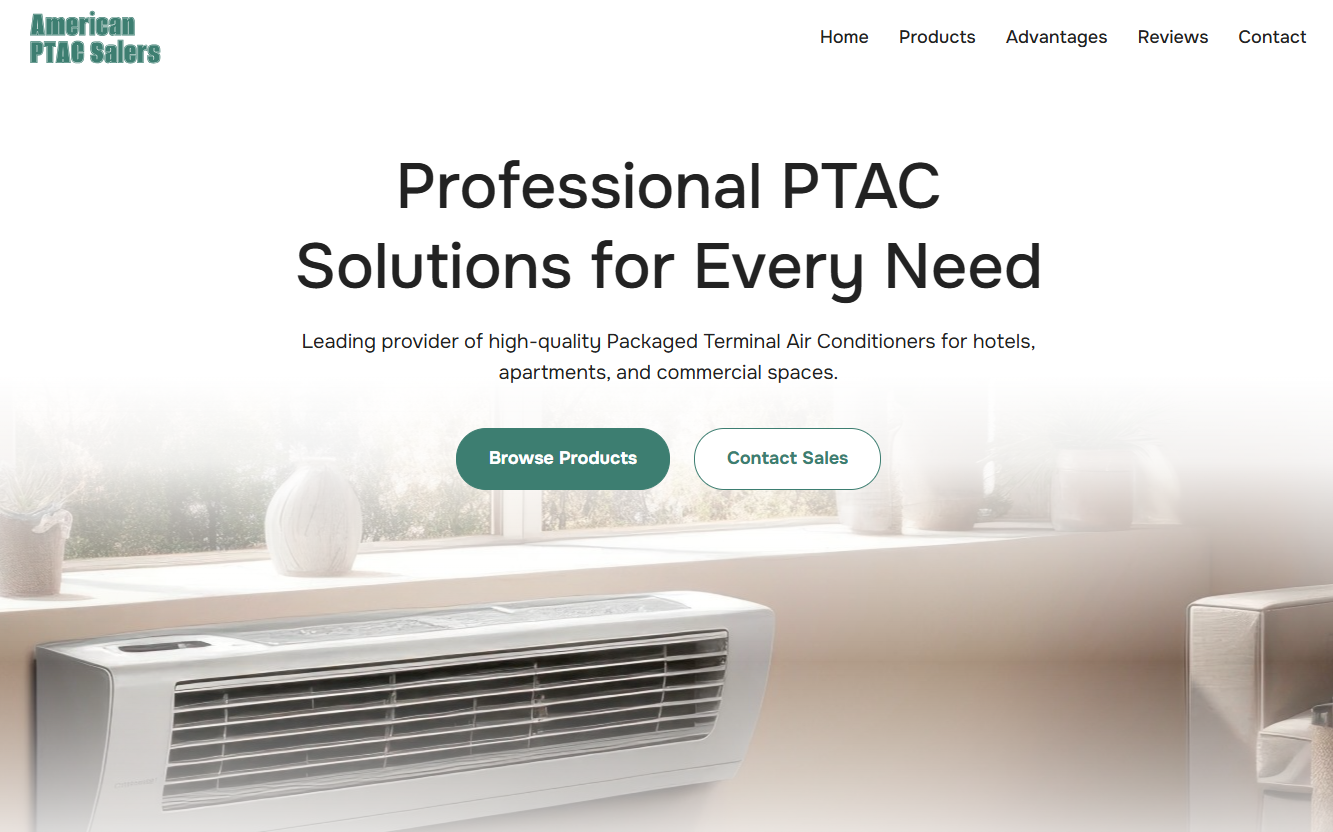 American
PTAC Salers
Home Products Advantages Reviews Contact
Professional PTAC
Solutions for Every Need
Leading provider of high-quality Packaged Terminal Air Conditioners for hotels,
apartments, and commercial spaces.
Browse Products Contact Sales